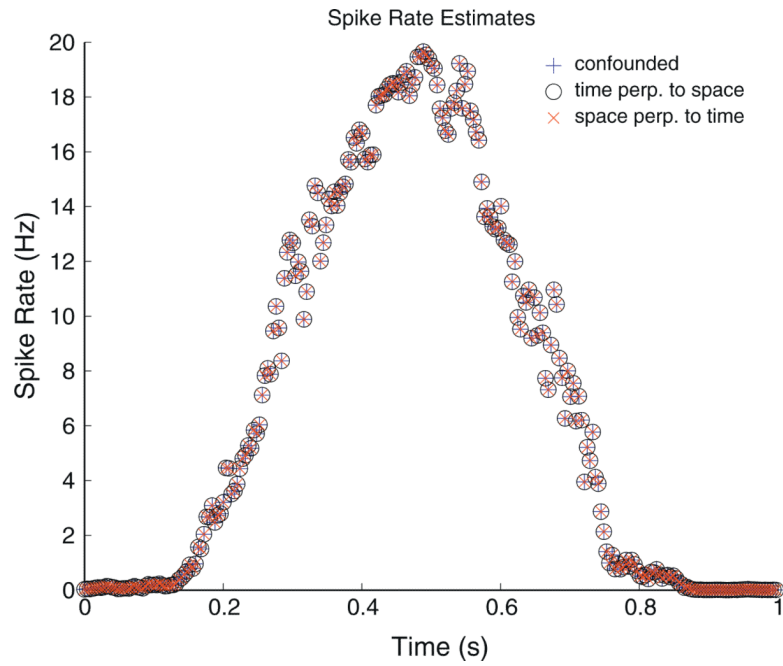 Spike Rate Estimates
20
18
16
14
12
10
8
6
4
2
0
Spike Rate (Hz)
+ confounded
○ time perp. to space
× space perp. to time
0 0.2 0.4 0.6 0.8 1
Time (s)